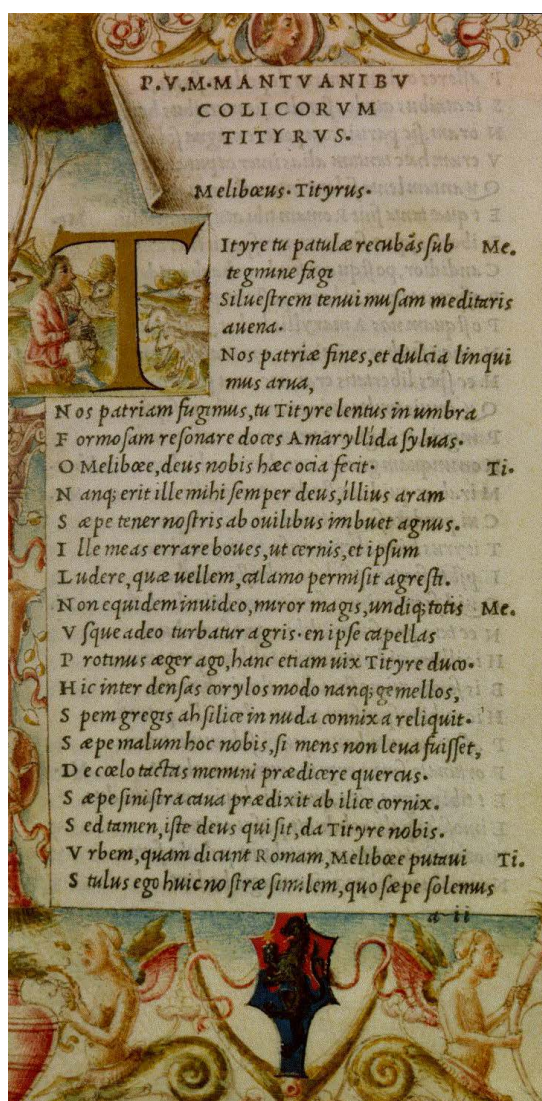 P.V.M.MANTVANIBV
COLICORVM
TITYRVS.
Melibœus. Tityrus.
Tityre tu patulæ recubãs ſub Me.
tegmine fagi
Silueſtrem tenui muſam meditaris
auena.
Nos patriæ fines, et dulcia linqui
mus arua,
Nos patriam fugimus, tu Tityre lentus in umbra
Formoſam reſonare doces Amaryllida ſyluas.
O Melibœe, deus nobis hæc ocia fecit. Ti.
Nanq; erit ille mihi ſemper deus, illius aram
Sæpe tener noſtris ab ouilibus imbuet agnus.
Ille meas errare boues, ut cernis, et ipſum
Ludere, quæ uellem, calamo permiſit agreſti.
Non equidem inuideo, miror magis, undiq; totis Me.
Vſque adeo turbatur agris. en ipſe capellas
Protinus æger ago, hanc etiam uix Tityre duco.
Hic inter denſas corylos modo nanq; gemellos,
Spem gregis ah ſilice in nuda connixa reliquit.
Sæpe malum hoc nobis, ſi mens non leua fuiſſet,
De cœlo tactas memini prædicere quercus.
Sæpe ſiniſtra caua prædixit ab ilice cornix.
Sed tamen, iſte deus qui ſit, da Tityre nobis.
Vrbem, quam dicunt Romam, Melibœe putaui Ti.
Stulus ego huic noſtræ ſimilem, quo ſæpe ſolemus
a ii